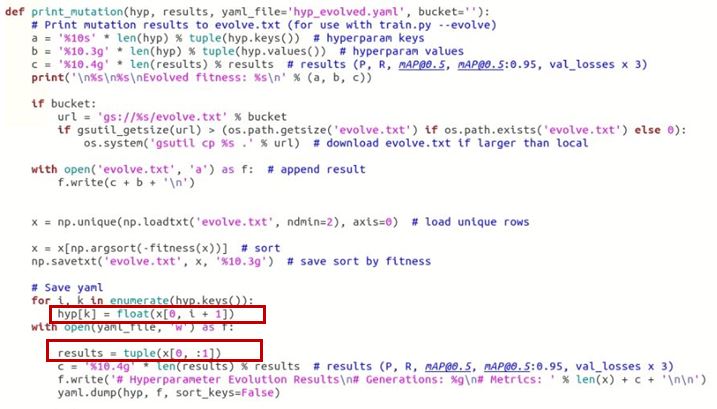 def print_mutation(hyp, results, yaml_file='hyp_evolved.yaml', bucket=''):
# Print mutation results to evolve.txt (for use with train.py --evolve)
a = '%10s' * len(hyp) % tuple(hyp.keys())  # hyperparam keys
b = '%10.3g' * len(hyp) % tuple(hyp.values())  # hyperparam values
c = '%10.4g' * len(results) % results  # results (P, R, mAP@0.5, mAP@0.5:0.95, val_losses x 3)
print('\n%s\n%s\nEvolved fitness: %s\n' % (a, b, c))
if bucket:
url = 'gs://%s/evolve.txt' % bucket
if gsutil_getsize(url) > (os.path.getsize('evolve.txt') if os.path.exists('evolve.txt') else 0):
os.system('gsutil cp %s .' % url)  # download evolve.txt if larger than local
with open('evolve.txt', 'a') as f:  # append result
f.write(c + b + '\n')
x = np.unique(np.loadtxt('evolve.txt', ndmin=2), axis=0)  # load unique rows
x = x[np.argsort(-fitness(x))]  # sort
np.savetxt('evolve.txt', x, '%10.3g')  # save sort by fitness
# Save yaml
for i, k in enumerate(hyp.keys()):
hyp[k] = float(x[0, i + 1])
with open(yaml_file, 'w') as f:
results = tuple(x[0, :1])
c = '%10.4g' * len(results) % results  # results (P, R, mAP@0.5, mAP@0.5:0.95, val_losses x 3)
f.write('# Hyperparameter Evolution Results\n# Generations: %g\n# Metrics: ' % len(x) + c + '\n\n')
yaml.dump(hyp, f, sort_keys=False)